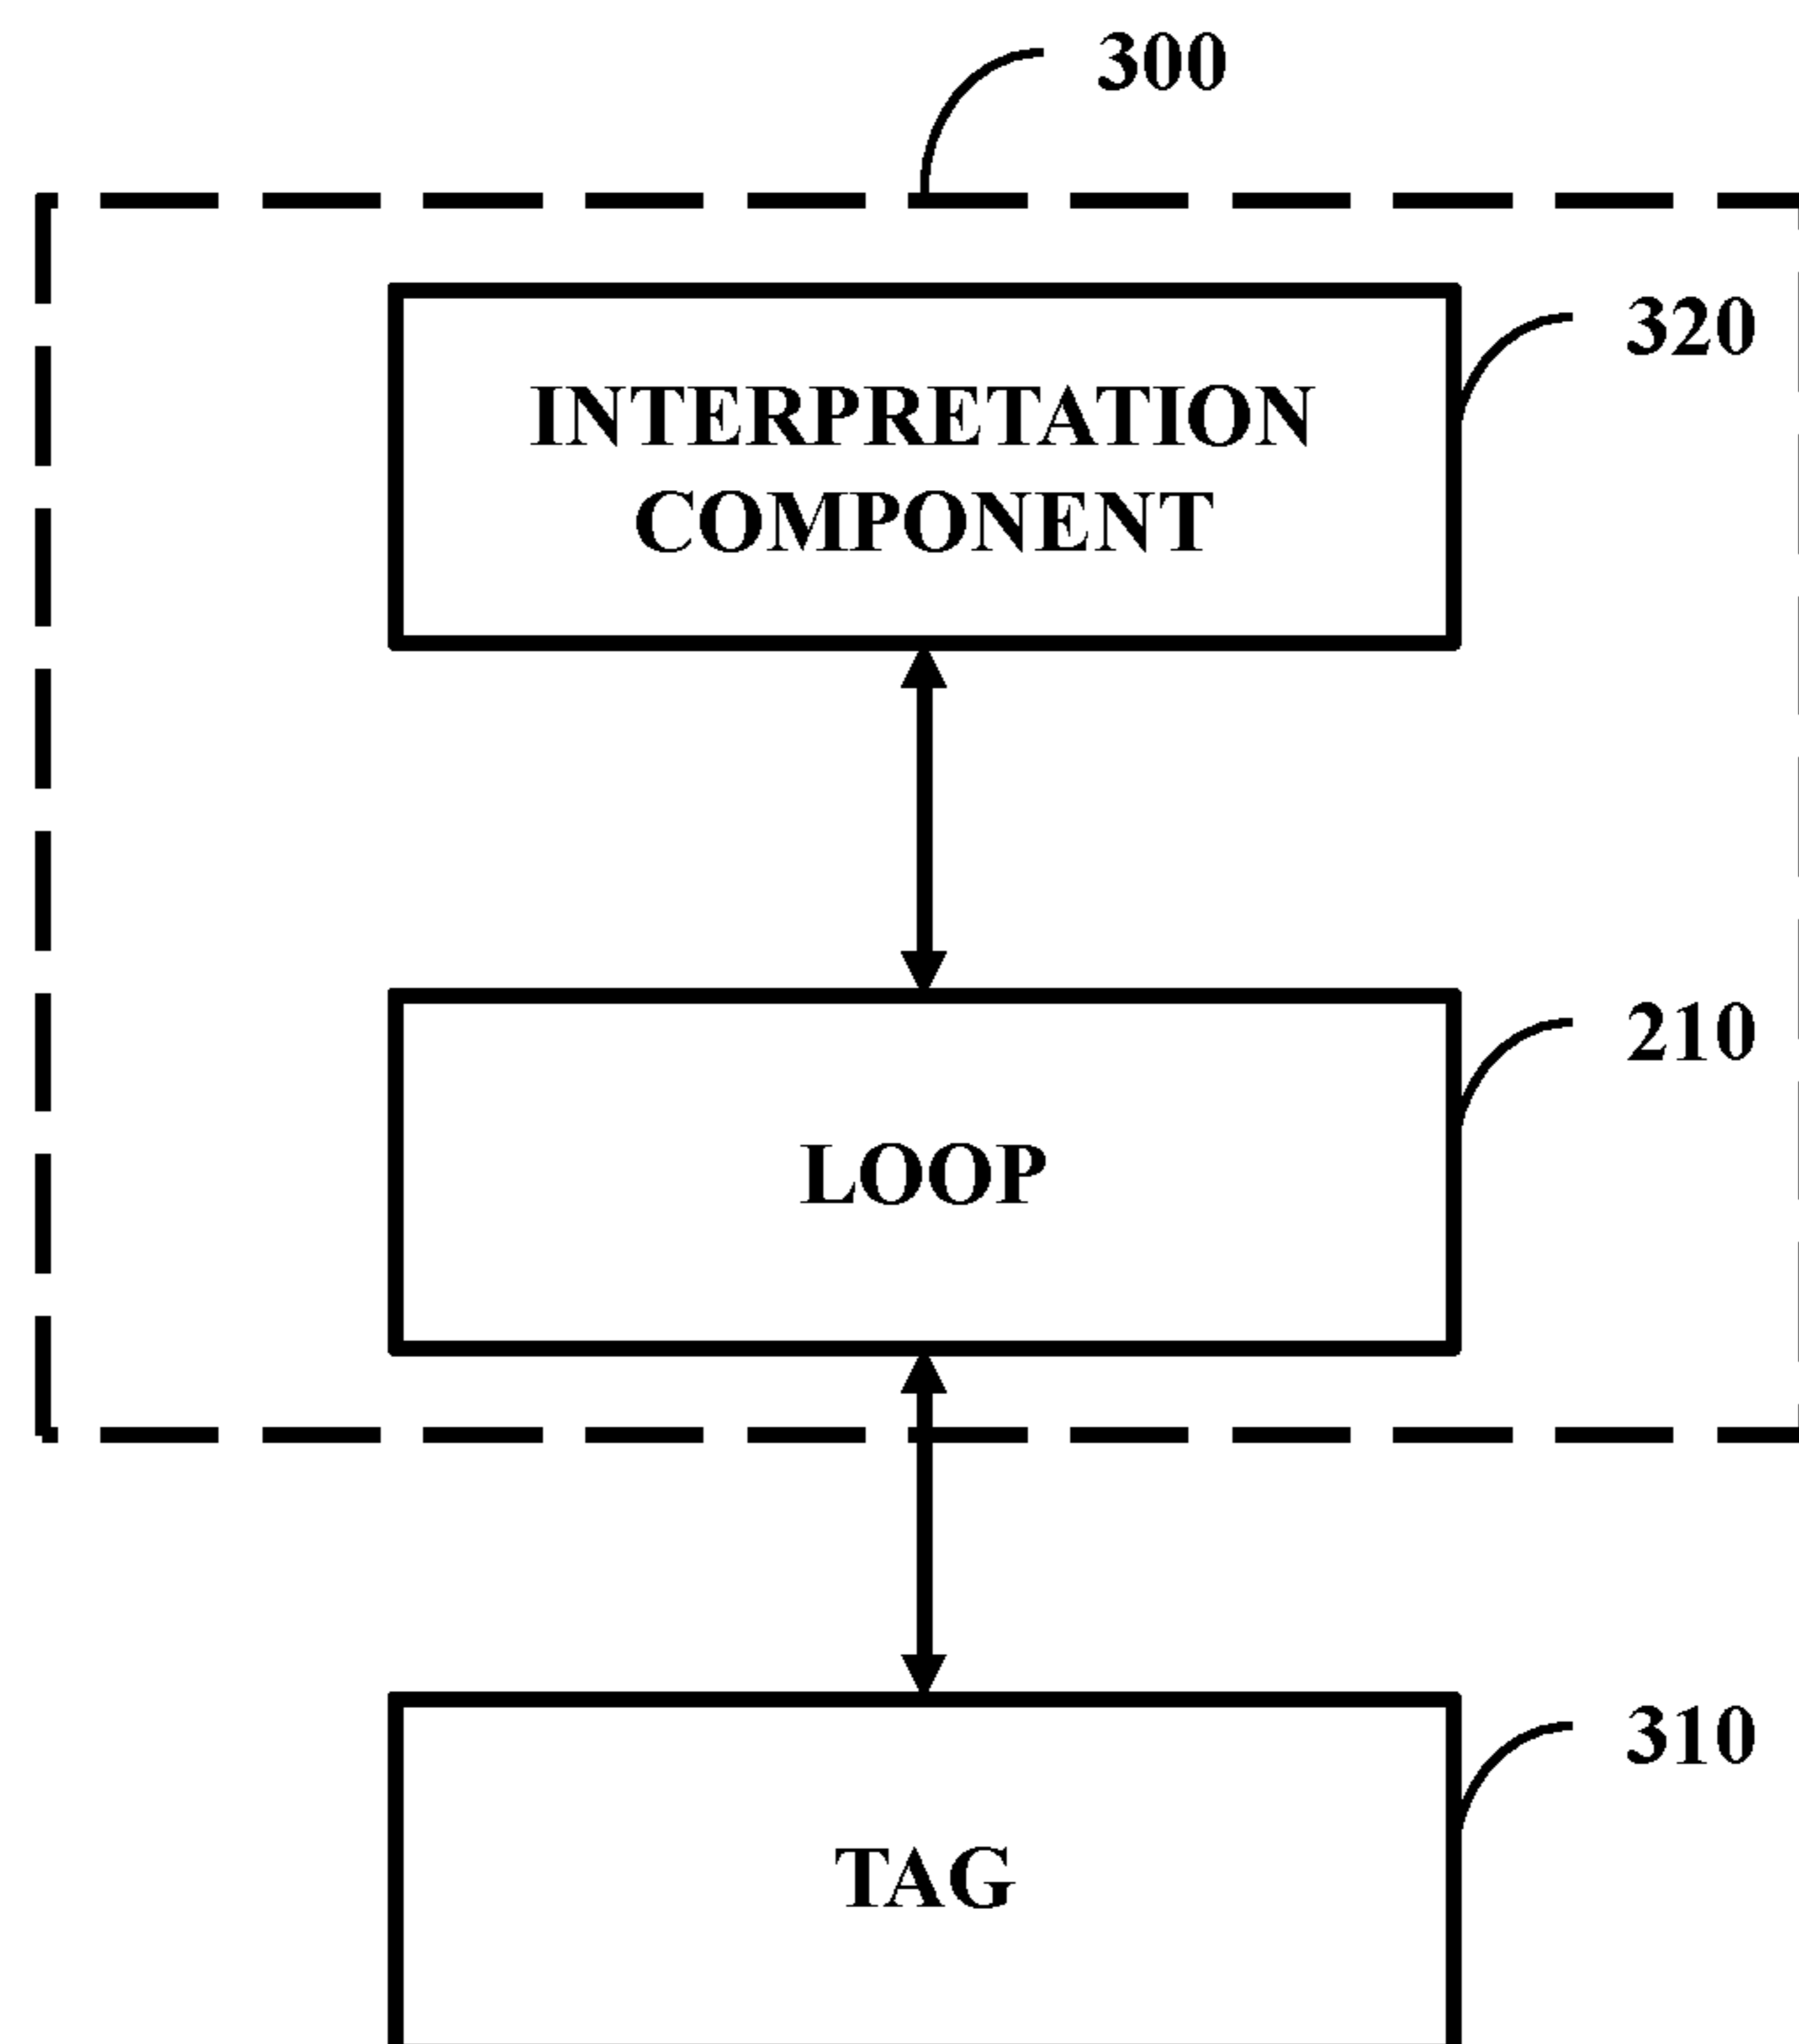 300
320
INTERPRETATION
COMPONENT
210
LOOP
310
TAG